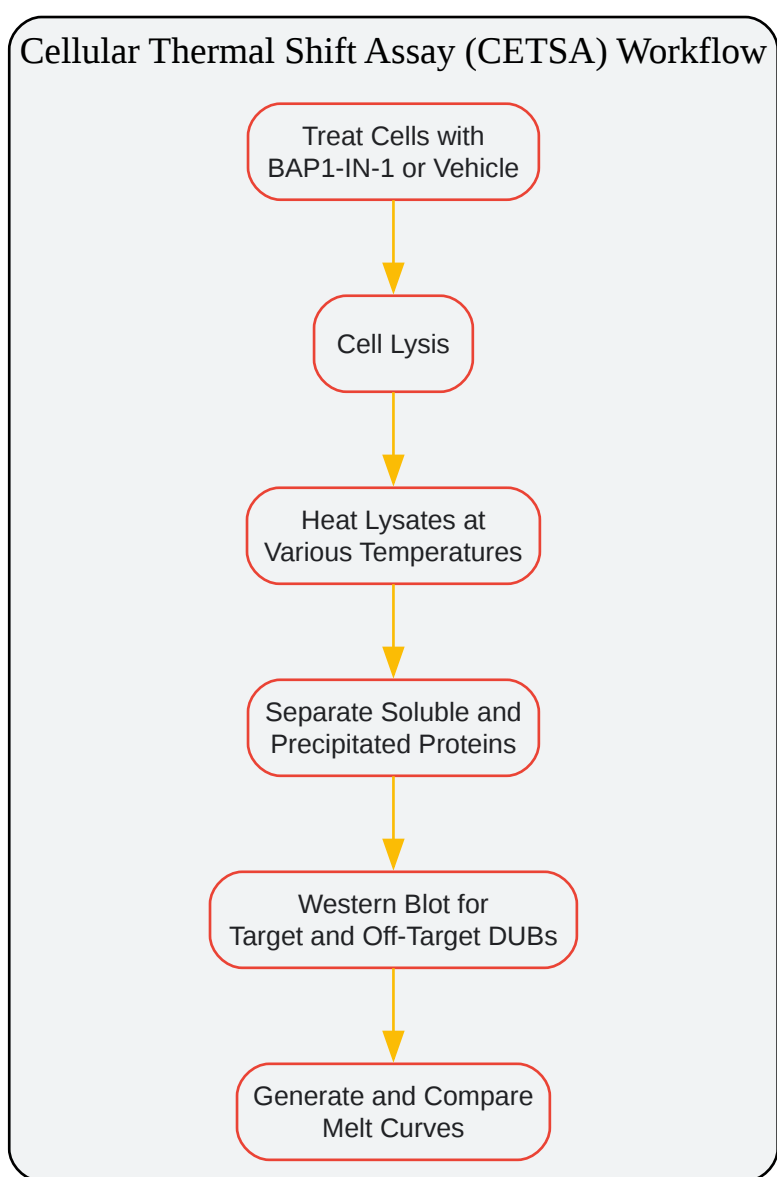 Cellular Thermal Shift Assay (CETSA) Workflow
Treat Cells with
BAP1-IN-1 or Vehicle
Cell Lysis
Heat Lysates at
Various Temperatures
Separate Soluble and
Precipitated Proteins
Western Blot for
Target and Off-Target DUBs
Generate and Compare
Melt Curves